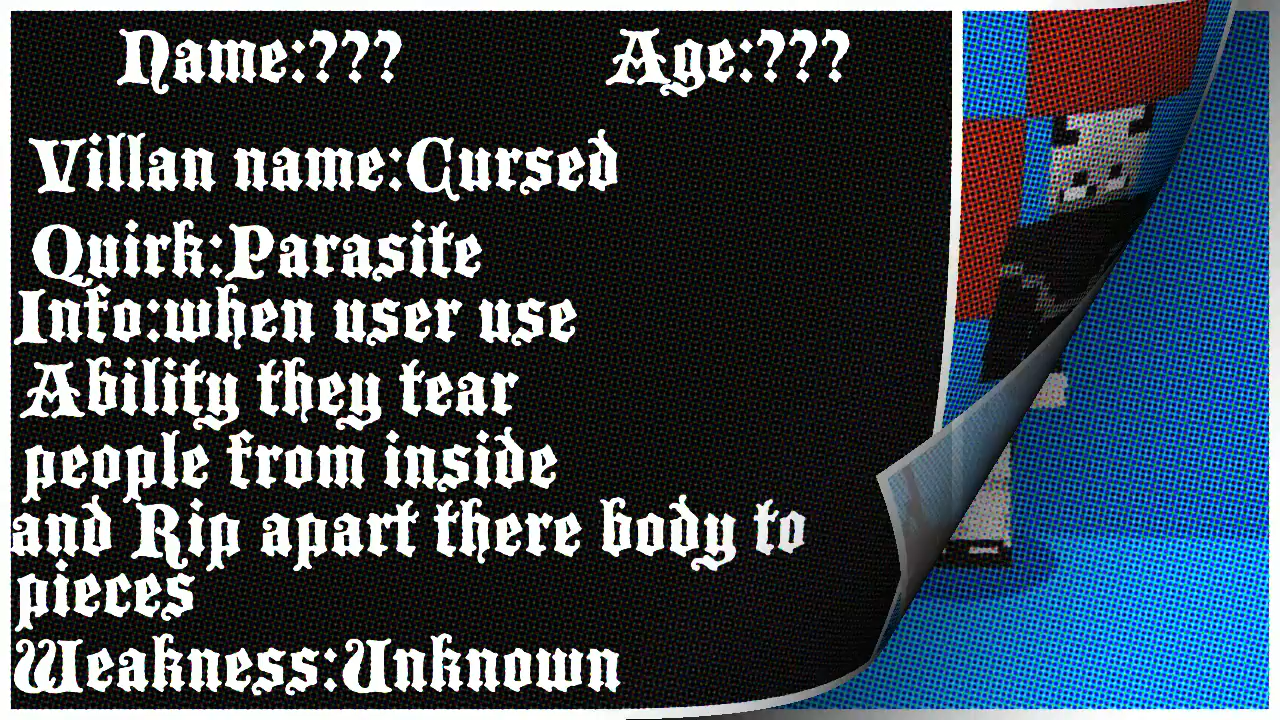 Name:??? Age:???
Villan name:Cursed
Quirk:Parasite
Info:when user use
Ability they tear
people from inside
and Rip apart there body to
pieces
Weakness:Unknown